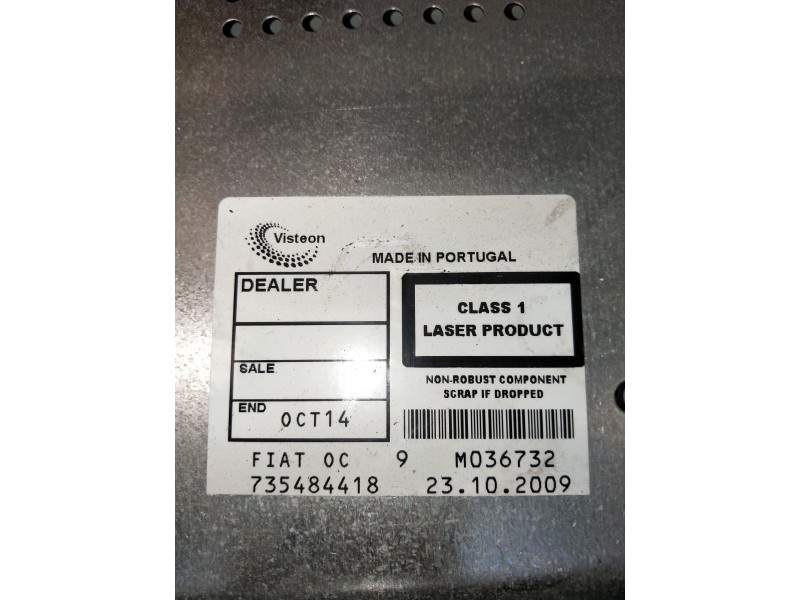 Visteon
MADE IN PORTUGAL
DEALER
CLASS 1
LASER PRODUCT
SALE
NON-ROBUST COMPONENT
SCRAP IF DROPPED
END
OCT14
FIAT OC 9 M036732
735484418 23.10.2009